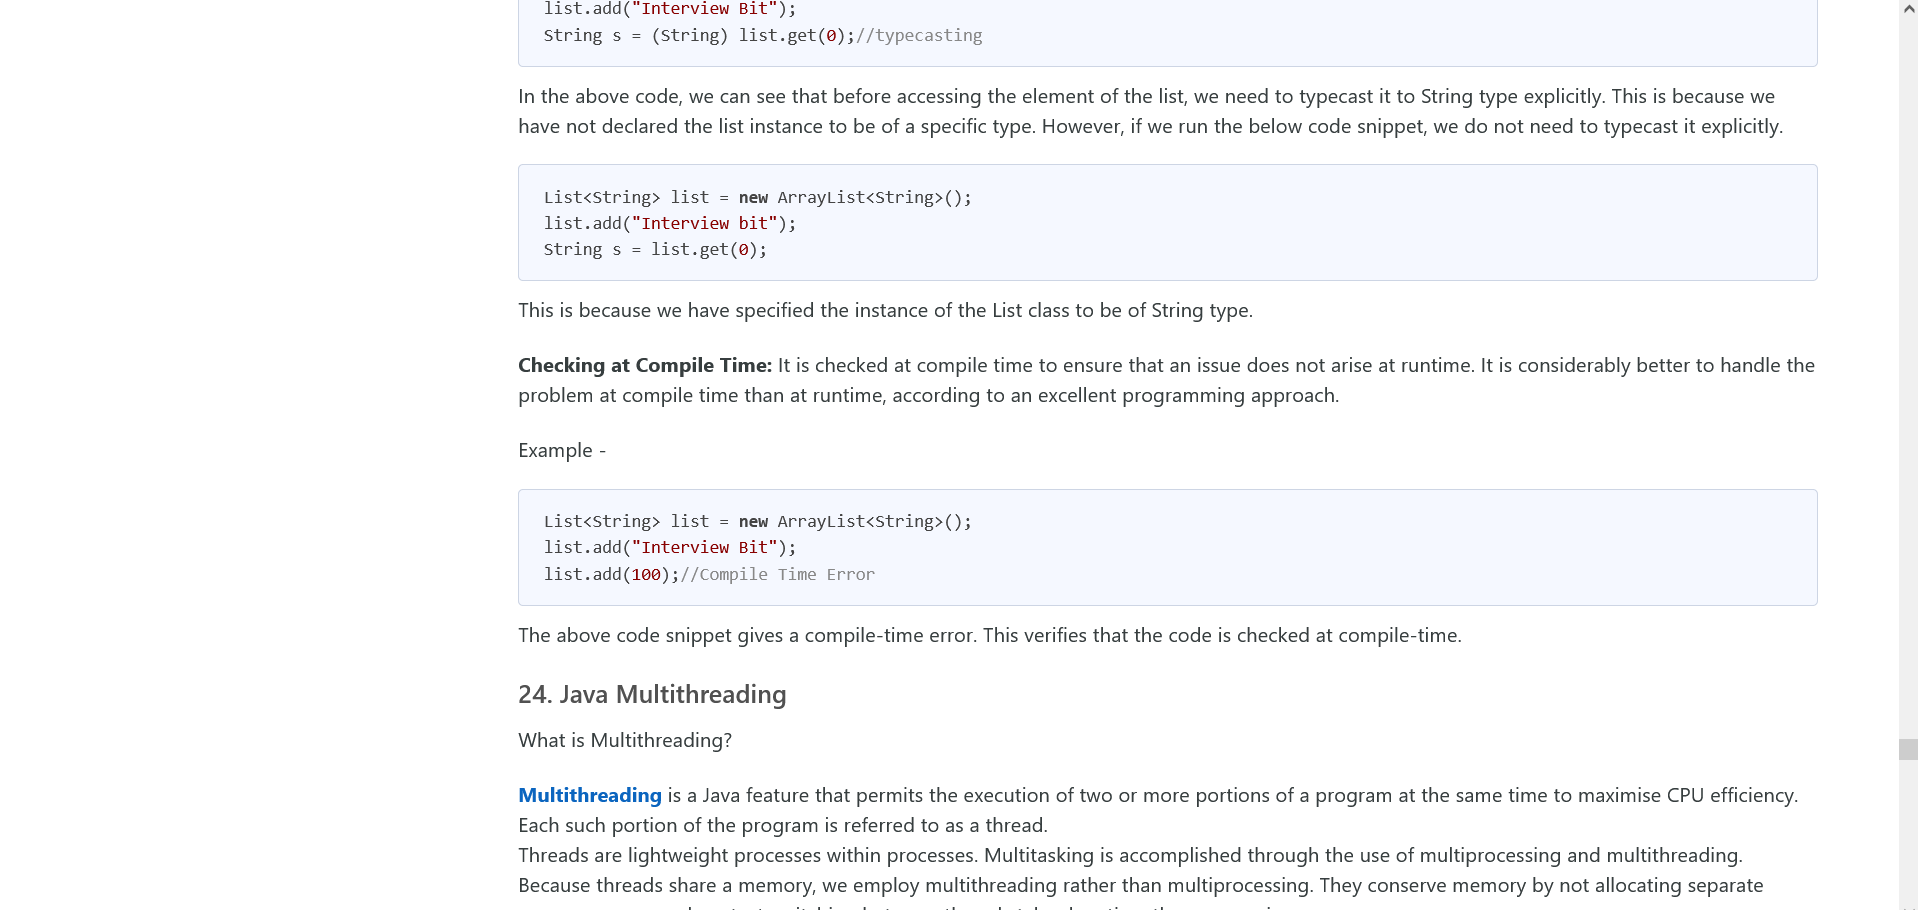 list.add("Interview Bit");
String s = (String) list.get(0);//typecasting
In the above code, we can see that before accessing the element of the list, we need to typecast it to String type explicitly. This is because we
have not declared the list instance to be of a specific type. However, if we run the below code snippet, we do not need to typecast it explicitly.
List<String> list = new ArrayList<String>();
list.add("Interview bit");
String s = list.get(0);
This is because we have specified the instance of the List class to be of String type.
Checking at Compile Time: It is checked at compile time to ensure that an issue does not arise at runtime. It is considerably better to handle the
problem at compile time than at runtime, according to an excellent programming approach.
Example -
List<String> list = new ArrayList<String>();
list.add("Interview Bit");
list.add(100);//Compile Time Error
The above code snippet gives a compile-time error. This verifies that the code is checked at compile-time.
24. Java Multithreading
What is Multithreading?
Multithreading is a Java feature that permits the execution of two or more portions of a program at the same time to maximise CPU efficiency.
Each such portion of the program is referred to as a thread.
Threads are lightweight processes within processes. Multitasking is accomplished through the use of multiprocessing and multithreading.
Because threads share a memory, we employ multithreading rather than multiprocessing. They conserve memory by not allocating separate